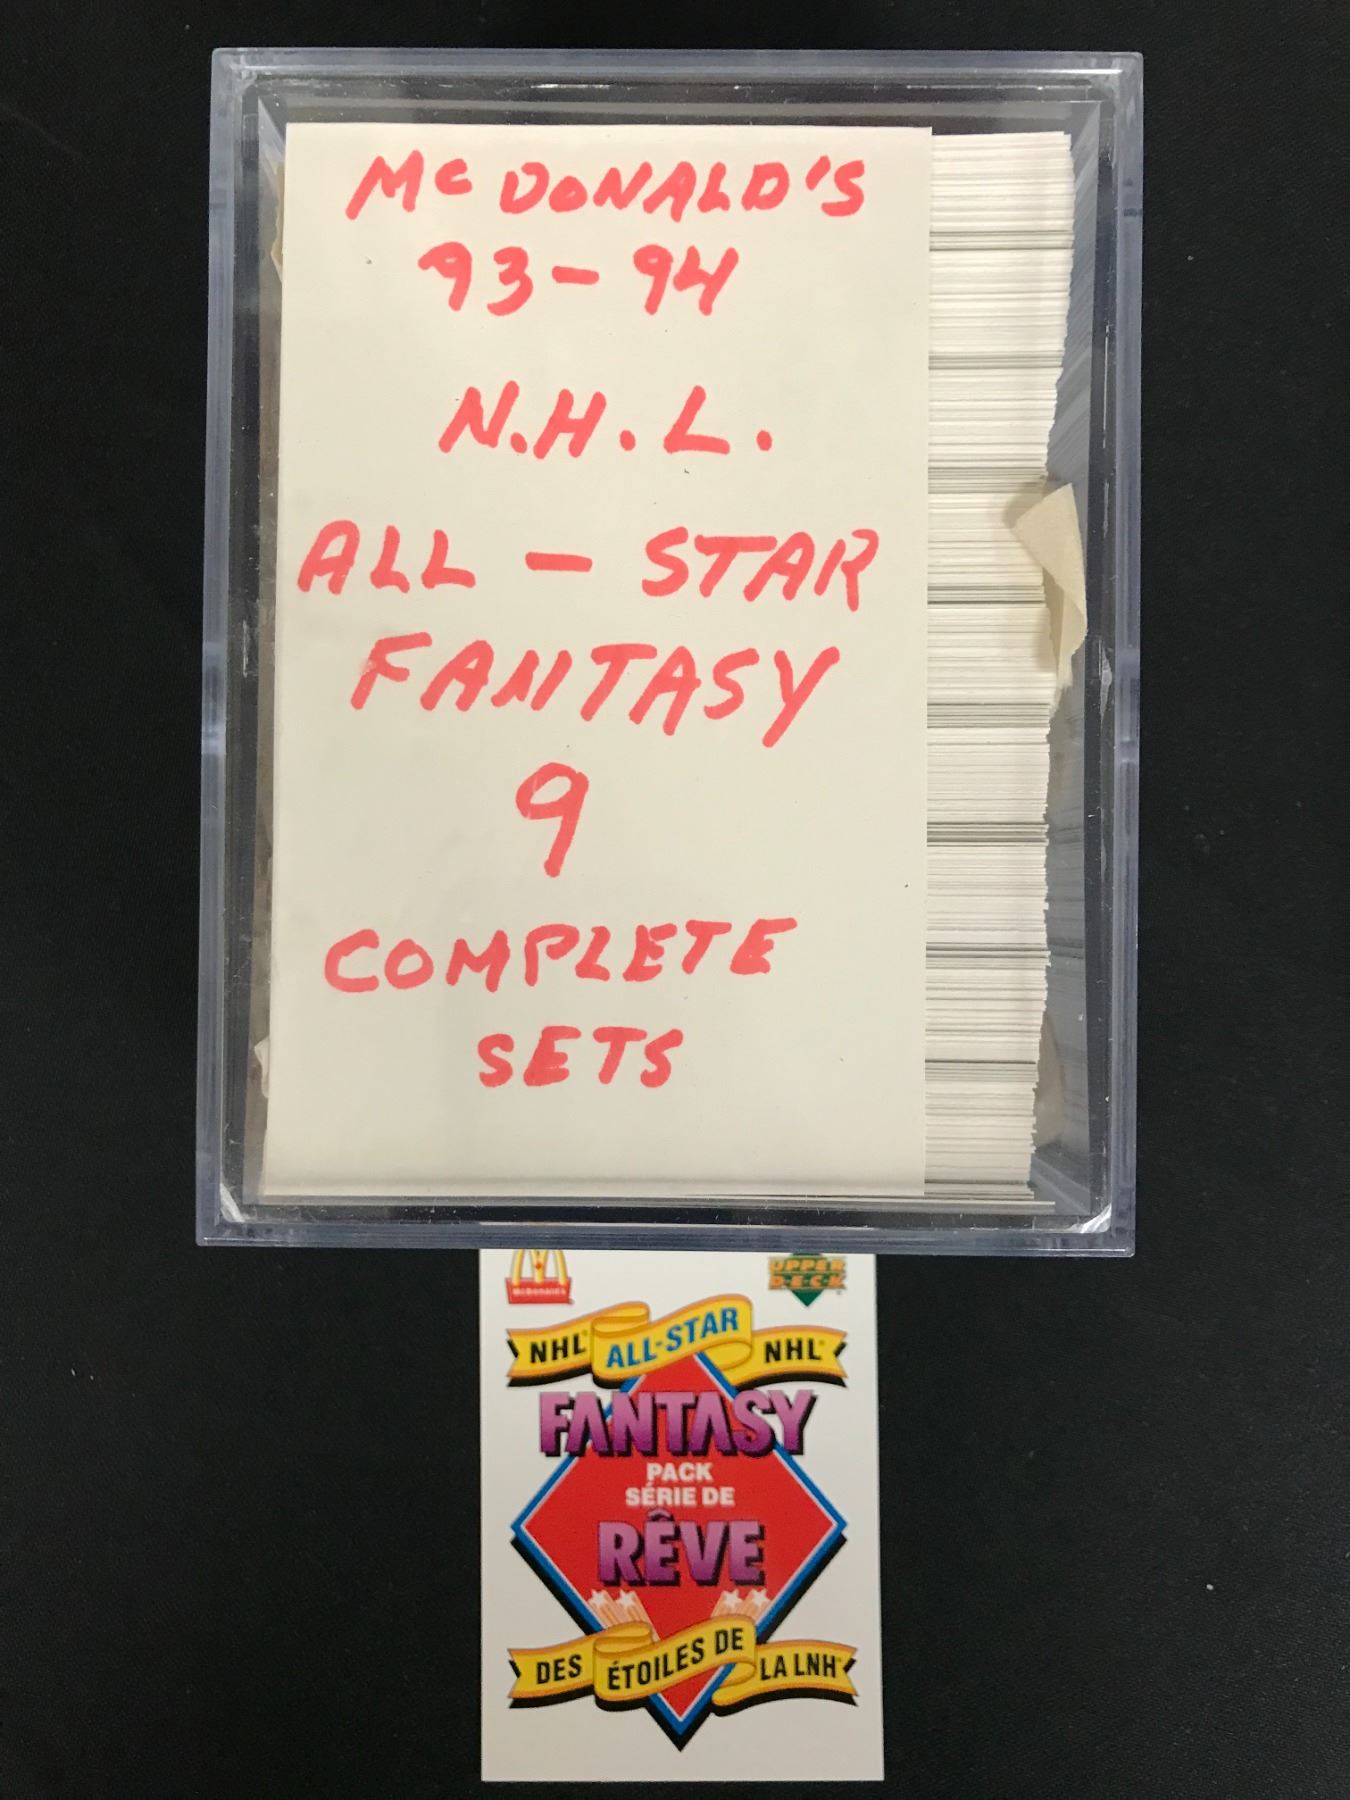 McDONALD'S
93-94
N.H.L.
ALL - STAR
FANTASY
9
COMPLETE
SETS
McDonald's
UPPER
D·E·C·K
NHL ALL-STAR NHL
FANTASY
PACK
SÉRIE DE
RÊVE
DES ÉTOILES DE LA LNH